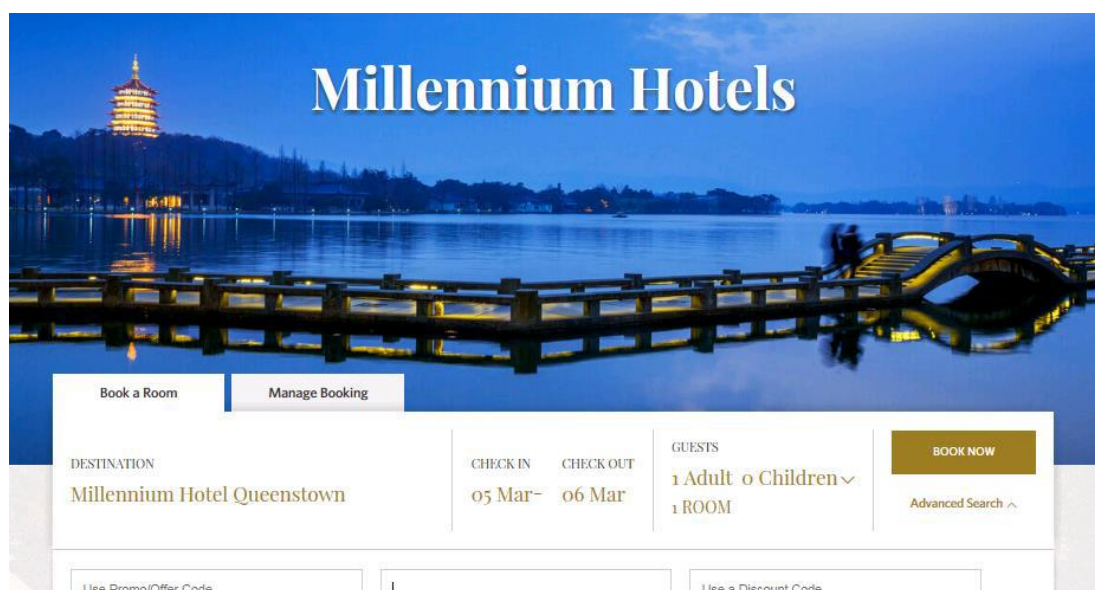 Millennium Hotels
Book a Room
Manage Booking
DESTINATION
Millennium Hotel Queenstown
CHECK IN
05 Mar-
CHECK OUT
06 Mar
GUESTS
1 Adult 0 Children
1 ROOM
BOOK NOW
Advanced Search
Use Promo/Offer Code
Use a Discount Code